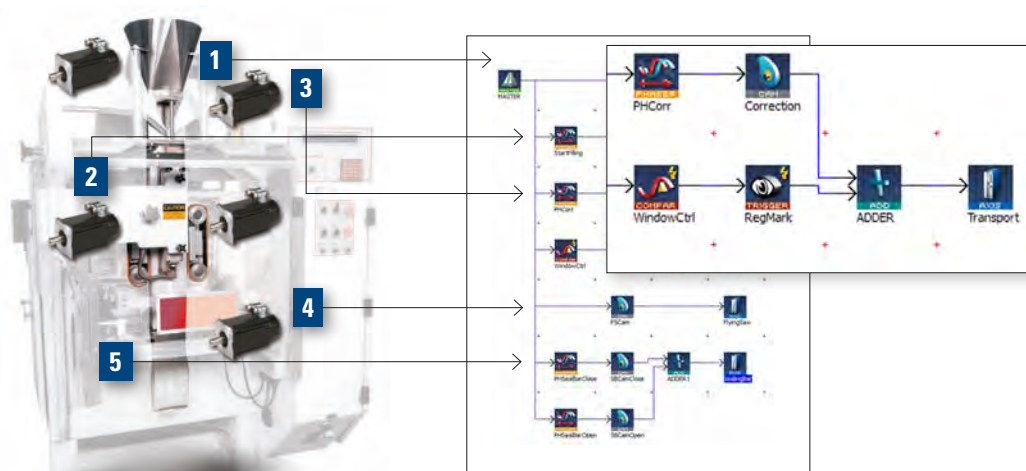 1
2
3
4
5
CAUTION
MASTER
StartFilling
PHCorr
WindowCtrl
PHASER
PHCorr
CAM
Correction
COMPAR
WindowCtrl
TRIGGER
RegMark
ADD
ADDER
AXIS
Transport
FSCam
FlyingSaw
PHSealBarClose
SBCamClose
ADDER1
SealingBar
PHSealBarOpen
SBCamOpen